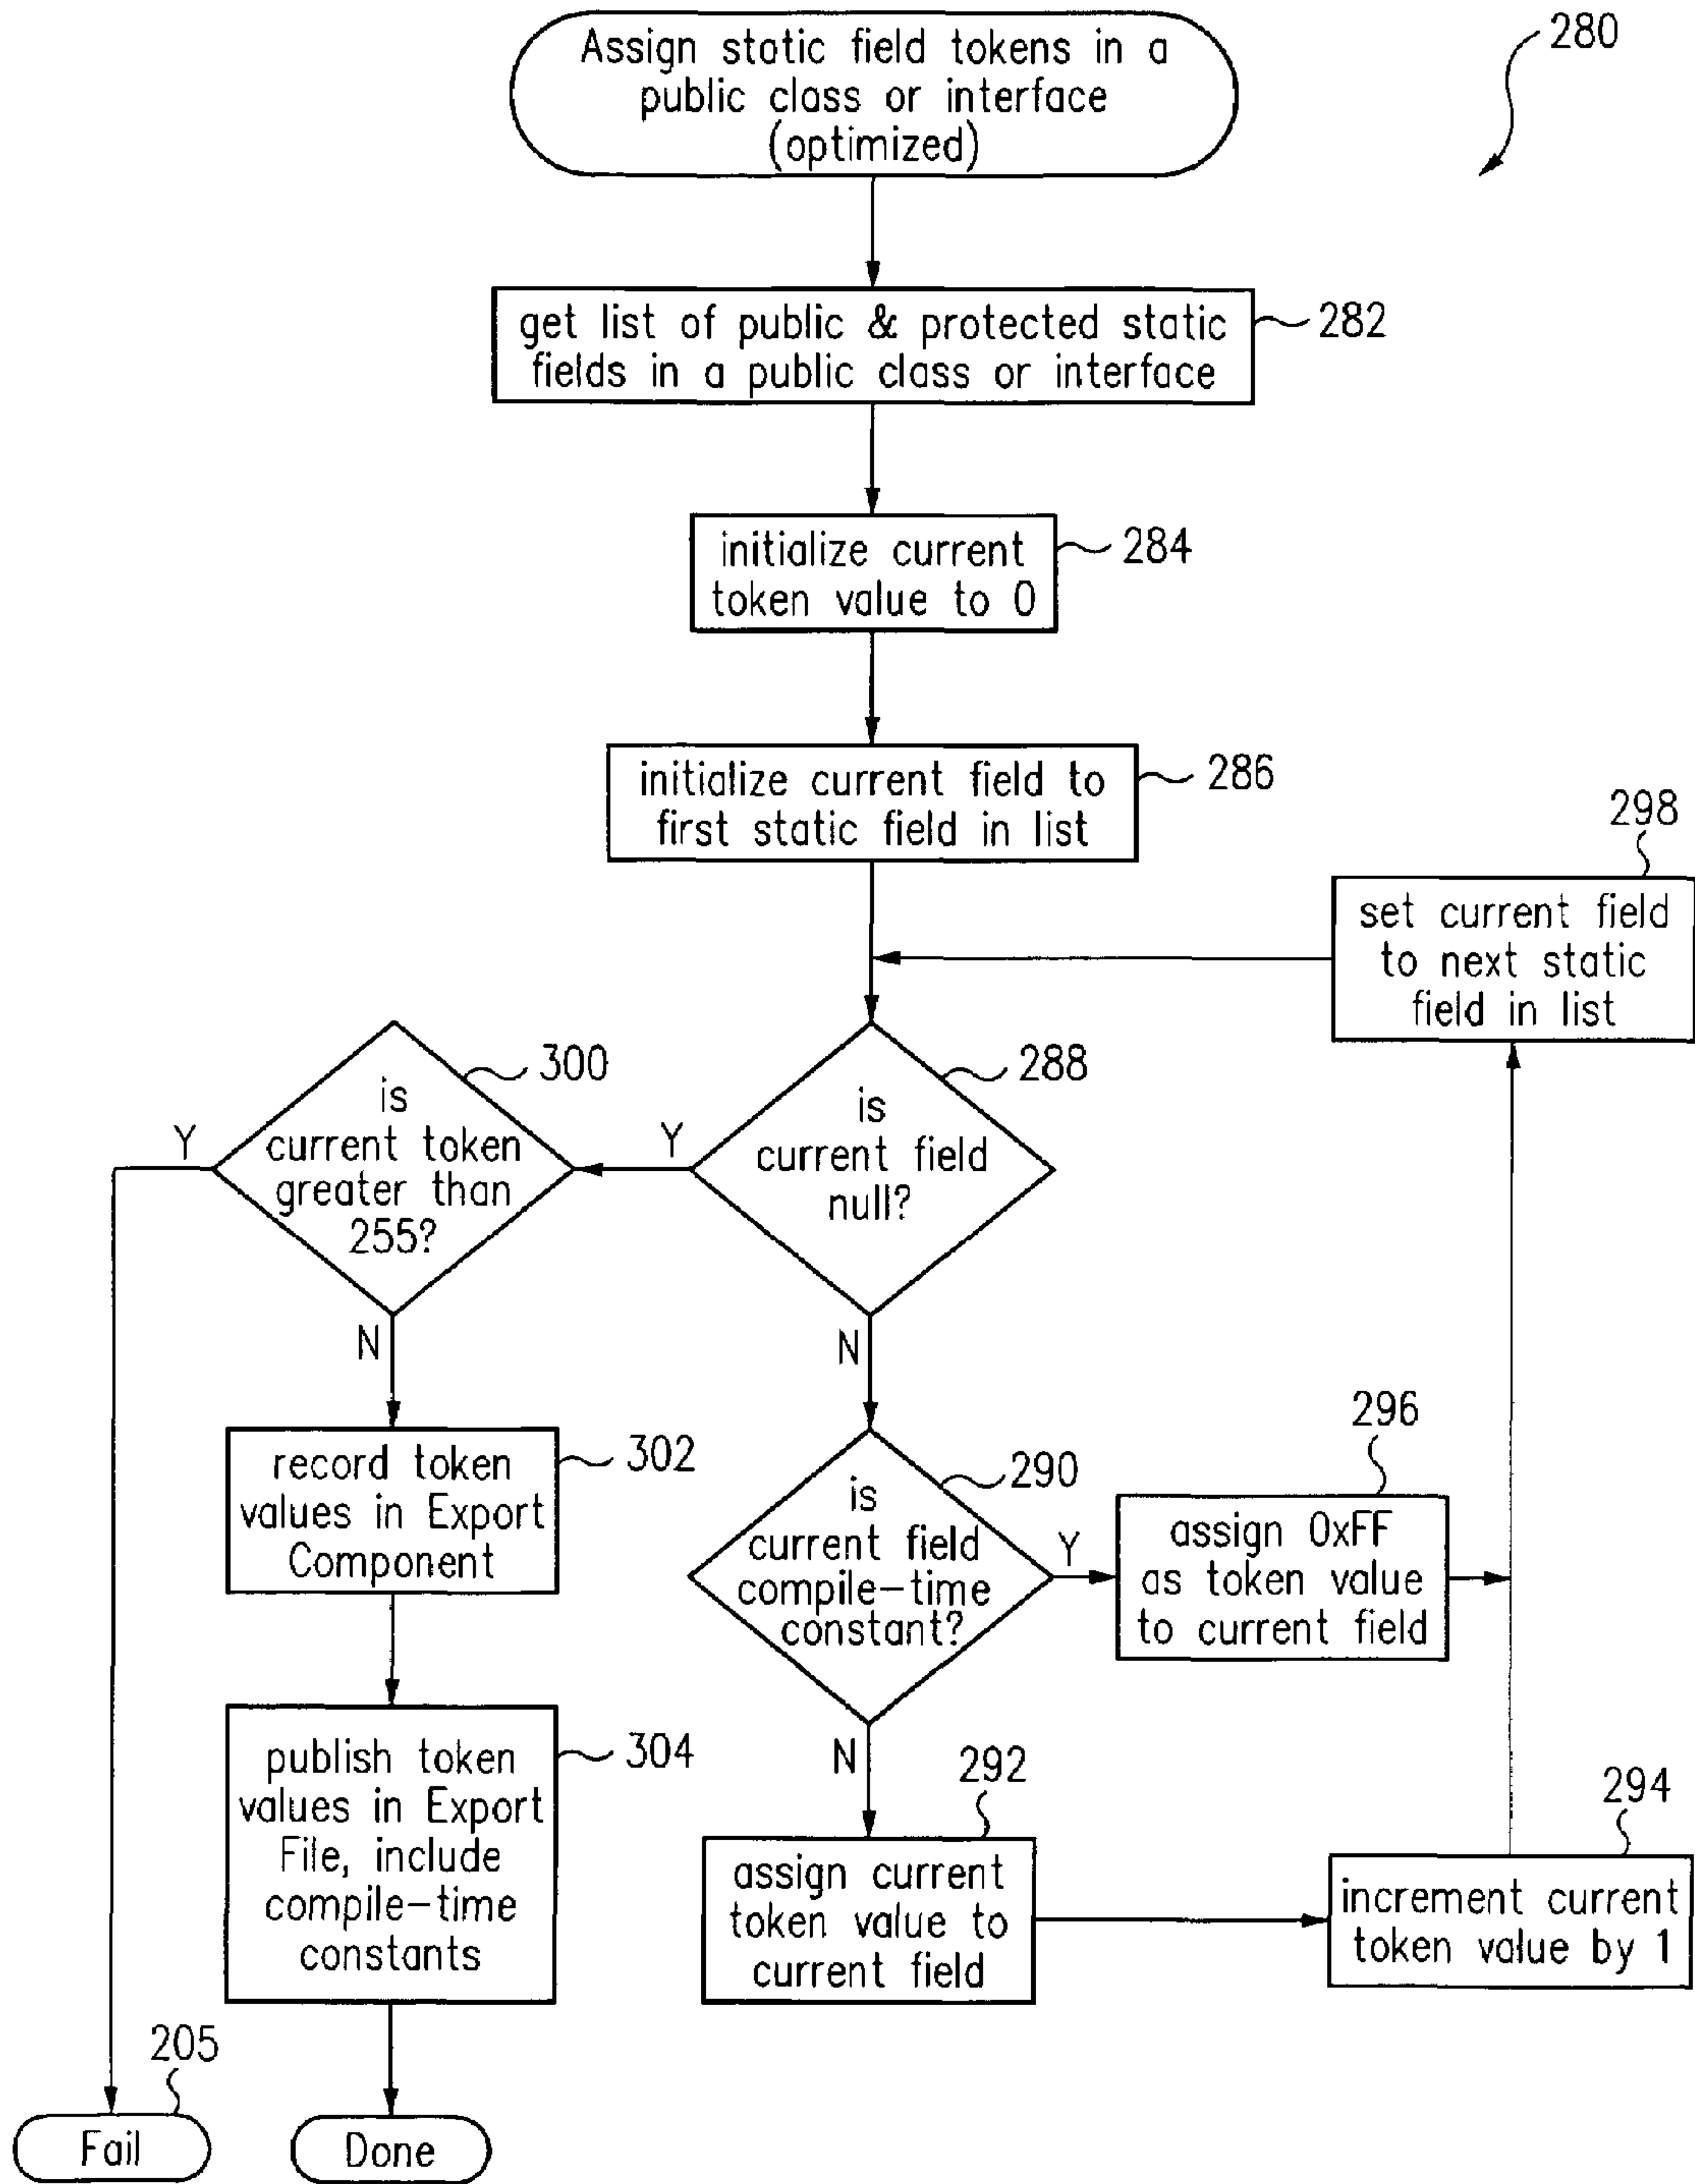 Assign static field tokens in a
public class or interface
(optimized)
280
get list of public & protected static
fields in a public class or interface
282
initialize current
token value to 0
284
initialize current field to
first static field in list
286
298
set current field
to next static
field in list
300
is
current token
greater than
255?
Y
N
288
is
current field
null?
Y
N
record token
values in Export
Component
302
290
is
current field
compile-time
constant?
Y
N
296
assign 0xFF
as token value
to current field
publish token
values in Export
File, include
compile-time
constants
304
292
assign current
token value to
current field
294
increment current
token value by 1
205
Fail
Done